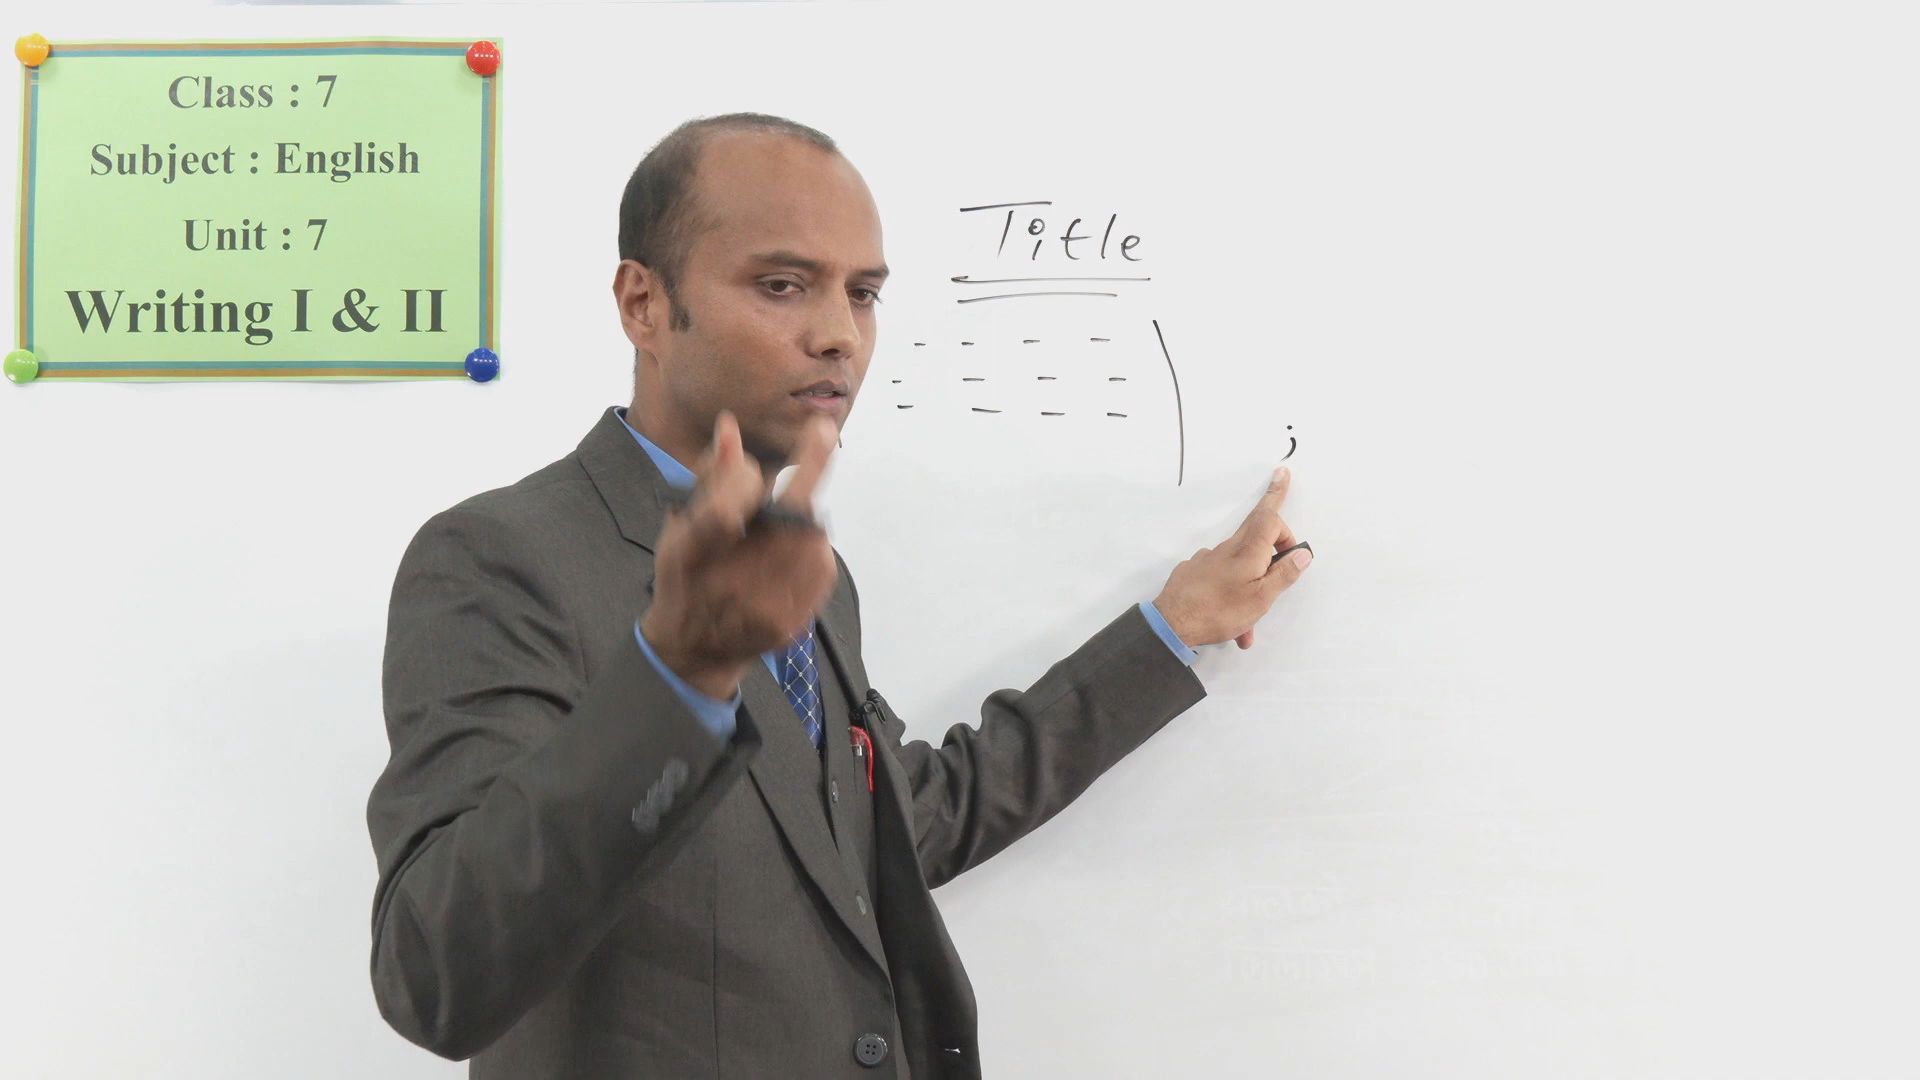 Class : 7
Subject : English
Unit : 7
Writing I & II
Title
;